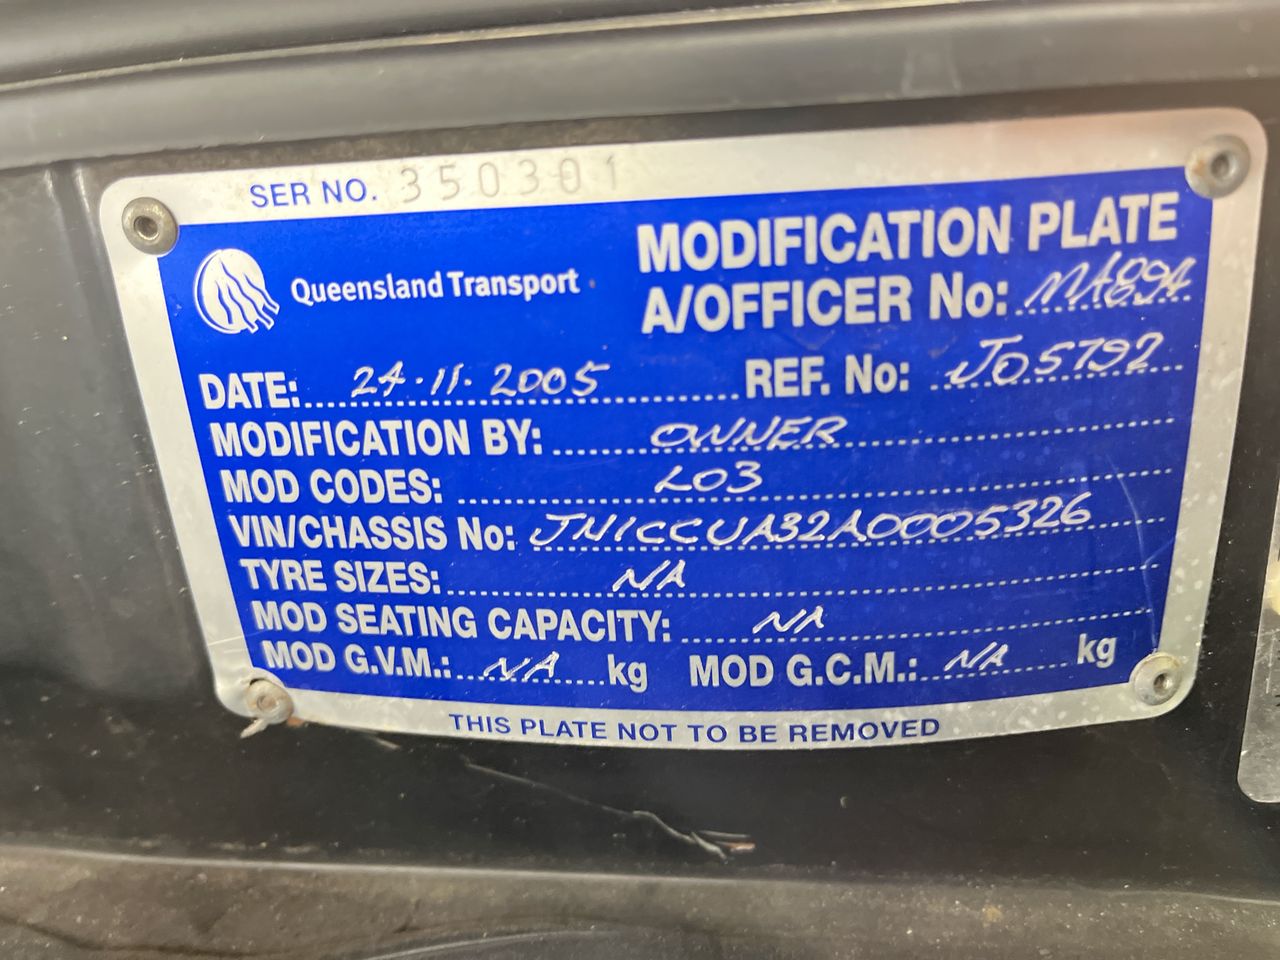 SER NO. 350301
Queensland Transport
MODIFICATION PLATE
A/OFFICER No: MA894
DATE: 24.11.2005 REF. No: J05792
MODIFICATION BY: OWNER
MOD CODES: LO3
VIN/CHASSIS No: JN1CCUA32A0005326
TYRE SIZES: NA
MOD SEATING CAPACITY: NA
MOD G.V.M.: NA kg MOD G.C.M.: NA kg
THIS PLATE NOT TO BE REMOVED